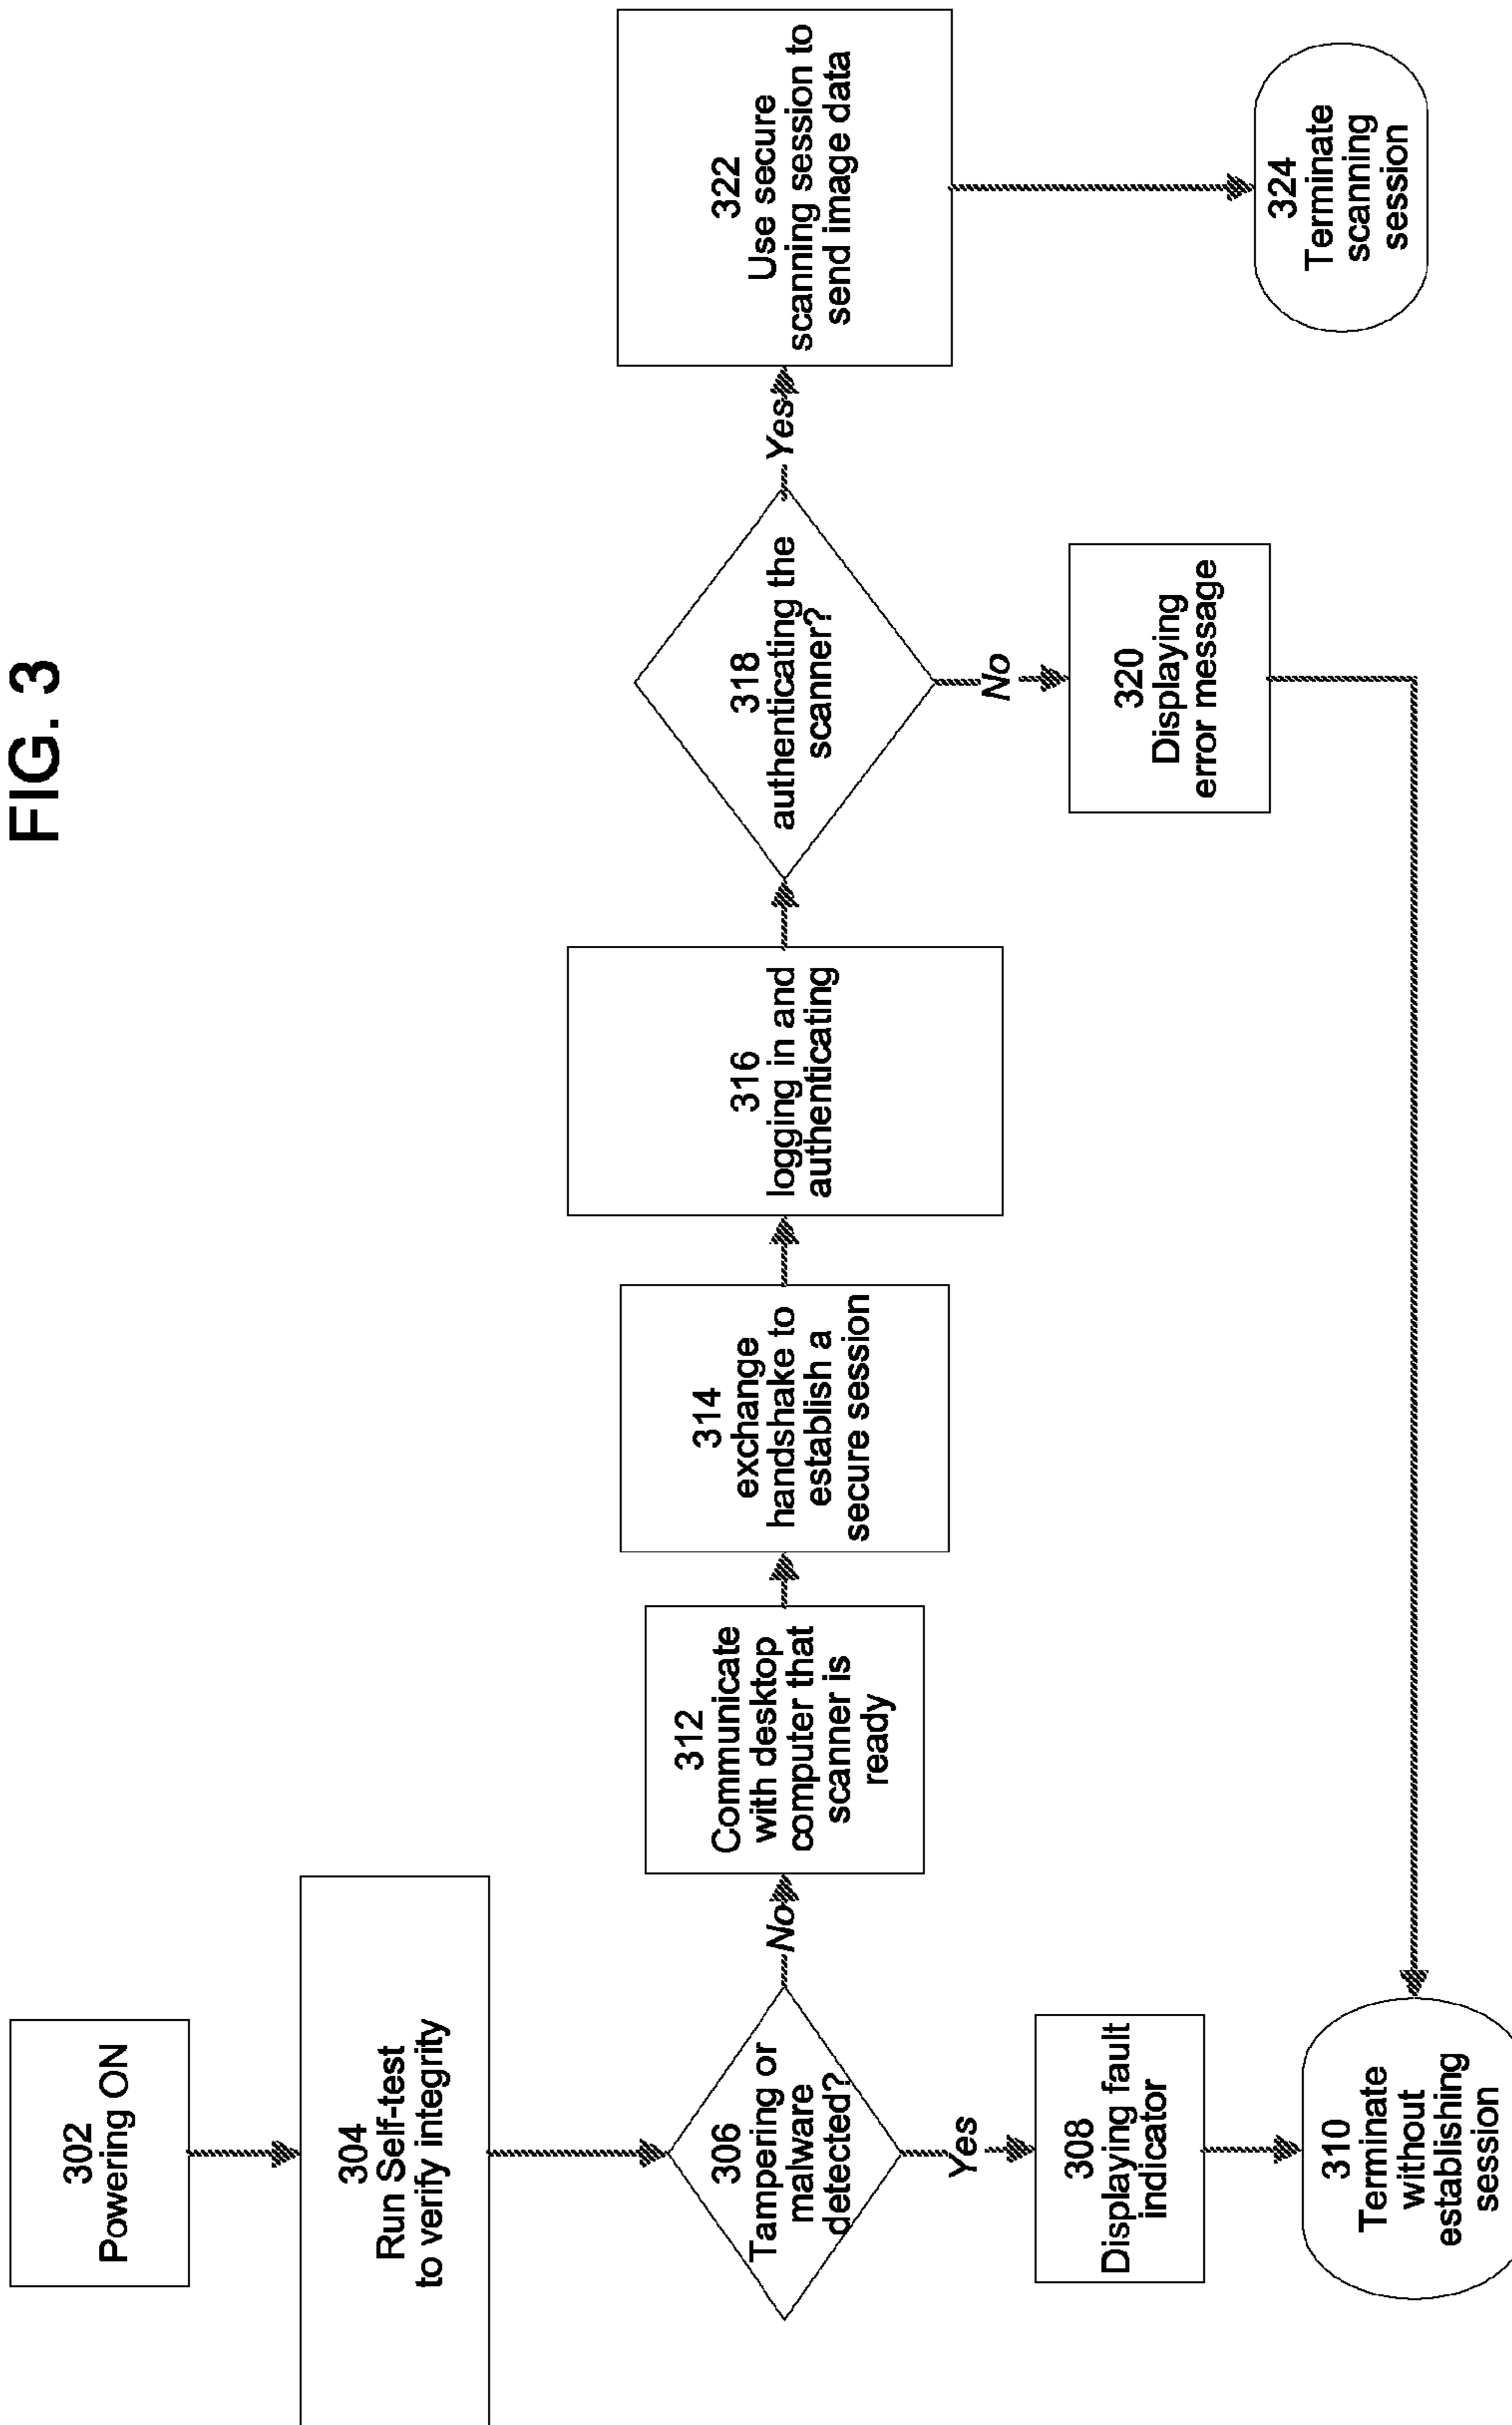 FIG. 3
302
Powering ON
304
Run Self-test
to verify integrity
306
Tampering or
malware
detected?
Yes
308
Displaying fault
indicator
310
Terminate
without
establishing
session
No
312
Communicate
with desktop
computer that
scanner is
ready
314
exchange
handshake to
establish a
secure session
316
logging in and
authenticating
318
authenticating the
scanner?
No
320
Displaying
error message
Yes
322
Use secure
scanning session to
send image data
324
Terminate
scanning
session